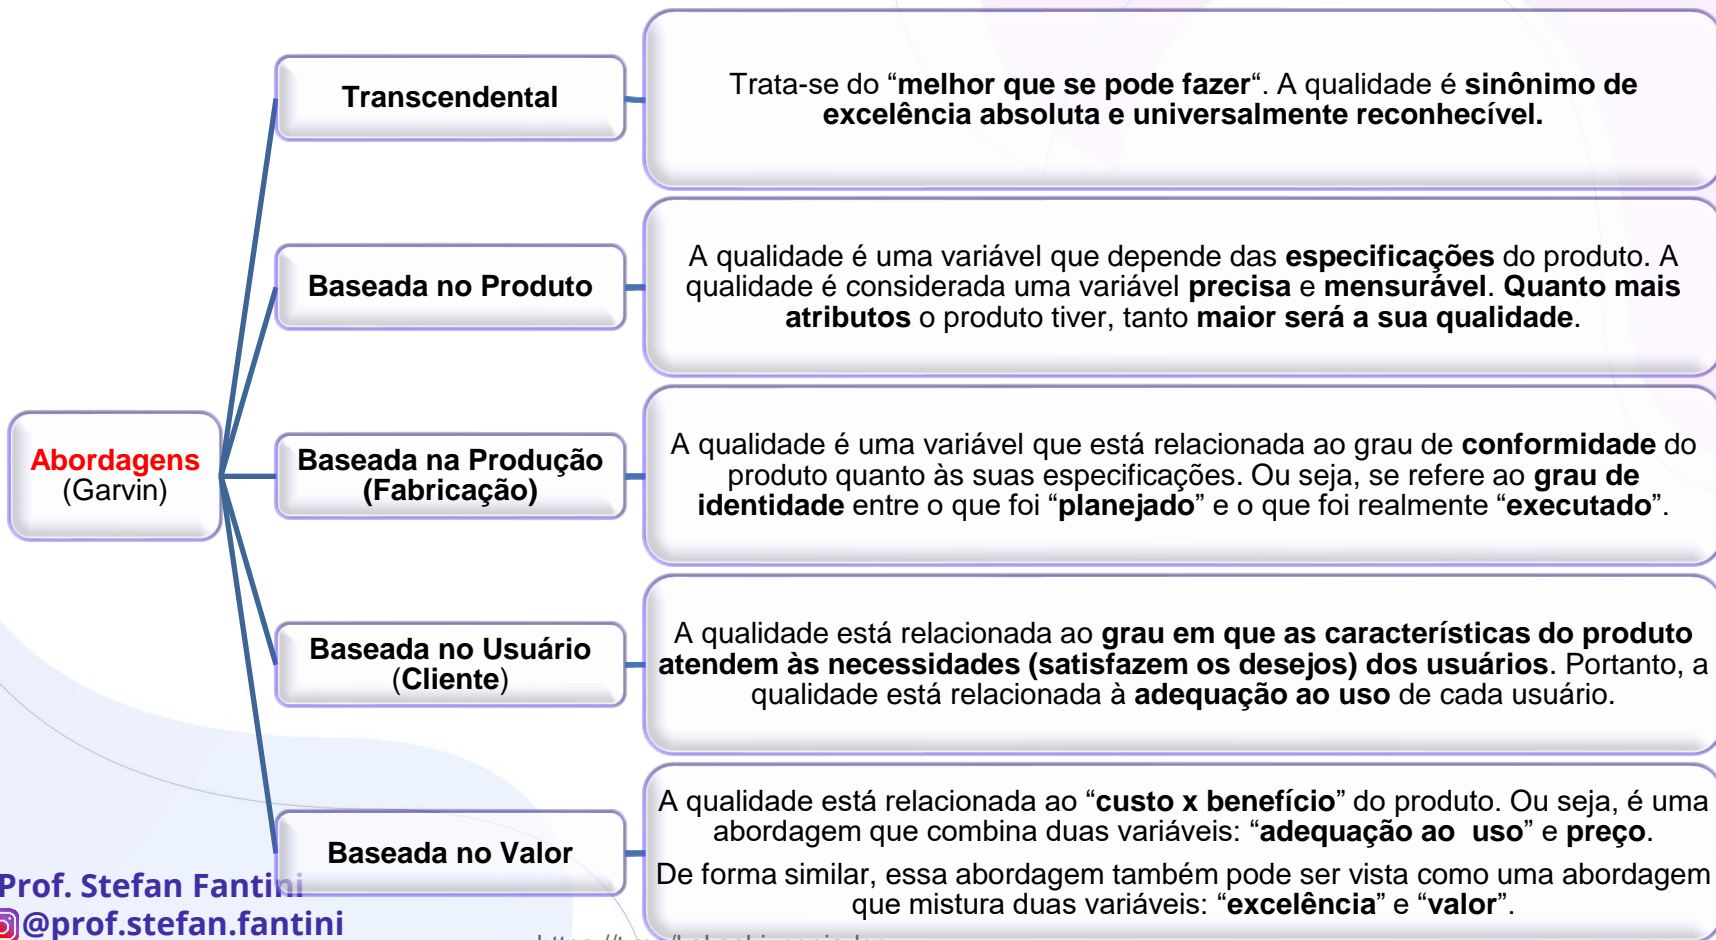 Transcendental
Trata-se do “melhor que se pode fazer“. A qualidade é sinônimo de
excelência absoluta e universalmente reconhecível.
Baseada no Produto
A qualidade é uma variável que depende das especificações do produto. A
qualidade é considerada uma variável precisa e mensurável. Quanto mais
atributos o produto tiver, tanto maior será a sua qualidade.
Abordagens
(Garvin)
Baseada na Produção
(Fabricação)
A qualidade é uma variável que está relacionada ao grau de conformidade do
produto quanto às suas especificações. Ou seja, se refere ao grau de
identidade entre o que foi “planejado” e o que foi realmente “executado”.
Baseada no Usuário
(Cliente)
A qualidade está relacionada ao grau em que as características do produto
atendem às necessidades (satisfazem os desejos) dos usuários. Portanto, a
qualidade está relacionada à adequação ao uso de cada usuário.
Baseada no Valor
A qualidade está relacionada ao “custo x benefício” do produto. Ou seja, é uma
abordagem que combina duas variáveis: “adequação ao uso” e preço.
De forma similar, essa abordagem também pode ser vista como uma abordagem
que mistura duas variáveis: “excelência” e “valor”.
Prof. Stefan Fantini
@prof.stefan.fantini